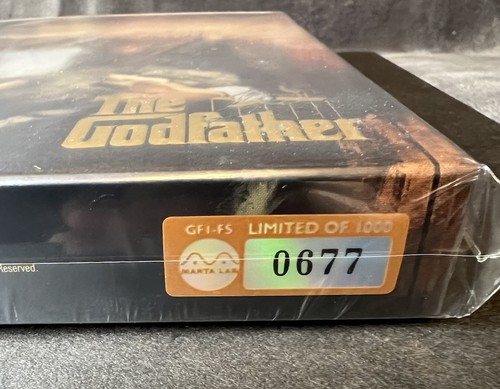 The
Godfather
GF1-FS LIMITED OF 1000
MANTA LAB
0677
Reserved.